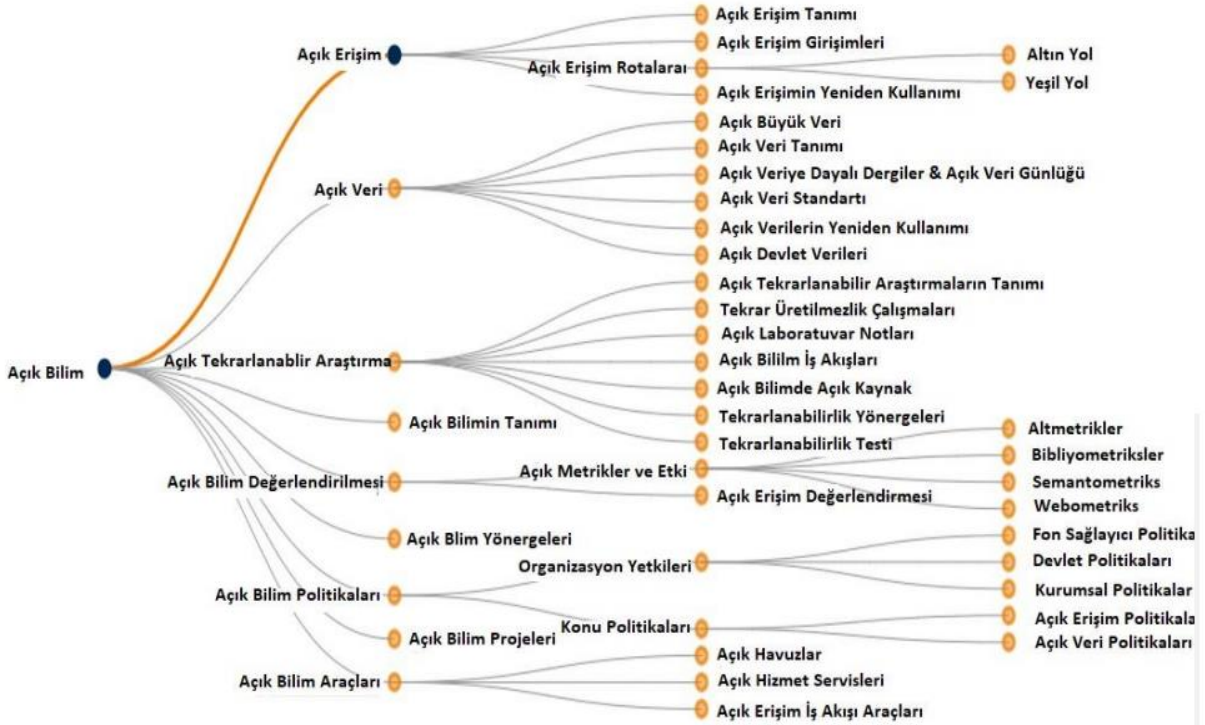 Açık Erişim Tanımı
Açık Erişim
Açık Erişim Girişimleri
Açık Erişim Rotaları
Altın Yol
Yeşil Yol
Açık Erişimin Yeniden Kullanımı
Açık Büyük Veri
Açık Veri Tanımı
Açık Veriye Dayalı Dergiler & Açık Veri Günlüğü
Açık Veri
Açık Veri Standartı
Açık Verilerin Yeniden Kullanımı
Açık Devlet Verileri
Açık Tekrarlanabilir Araştırmaların Tanımı
Tekrar Üretilmezlik Çalışmaları
Açık Laboratuvar Notları
Açık Tekrarlanablir Araştırma
Açık Bililm İş Akışları
Açık Bilim
Açık Bilimde Açık Kaynak
Tekrarlanabilirlik Yönergeleri
Açık Bilimin Tanımı
Tekrarlanabilirlik Testi
Altmetrikler
Bibliyometriksler
Açık Metrikler ve Etki
Açık Bilim Değerlendirilmesi
Semantometriks
Açık Erişim Değerlendirmesi
Webometriks
Fon Sağlayıcı Politika
Açık Blim Yönergeleri
Organizasyon Yetkileri
Devlet Politikaları
Kurumsal Politikalar
Açık Bilim Politikaları
Açık Erişim Politikala
Konu Politikaları
Açık Bilim Projeleri
Açık Veri Politikaları
Açık Havuzlar
Açık Bilim Araçları
Açık Hizmet Servisleri
Açık Erişim İş Akışı Araçları